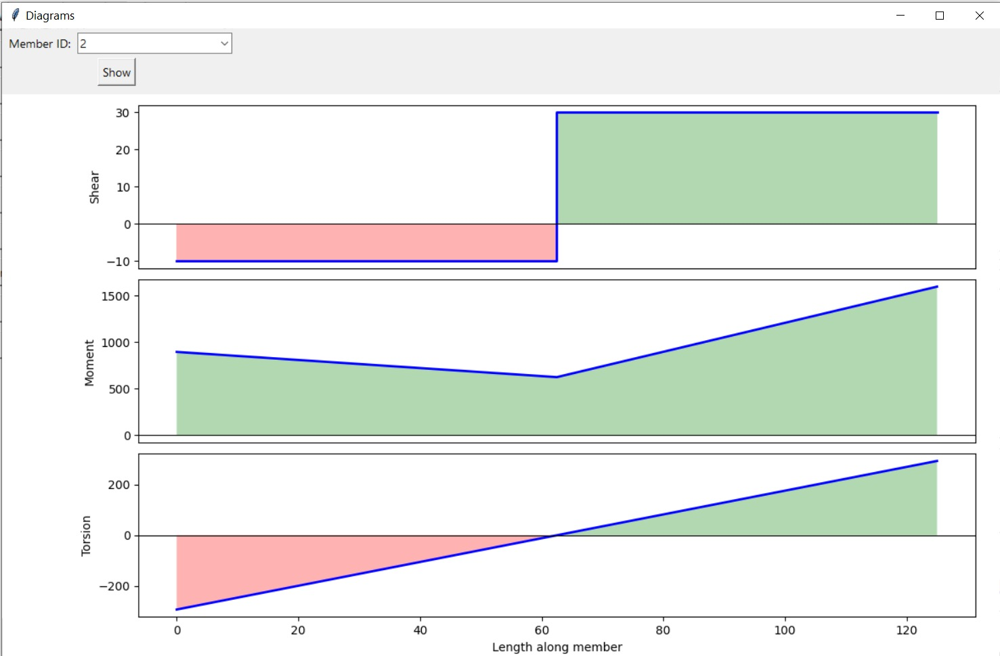 Diagrams
Member ID: 2
Show
30
20
10
0
−10
Shear
1500
1000
500
0
Moment
200
0
−200
Torsion
0 20 40 60 80 100 120
Length along member